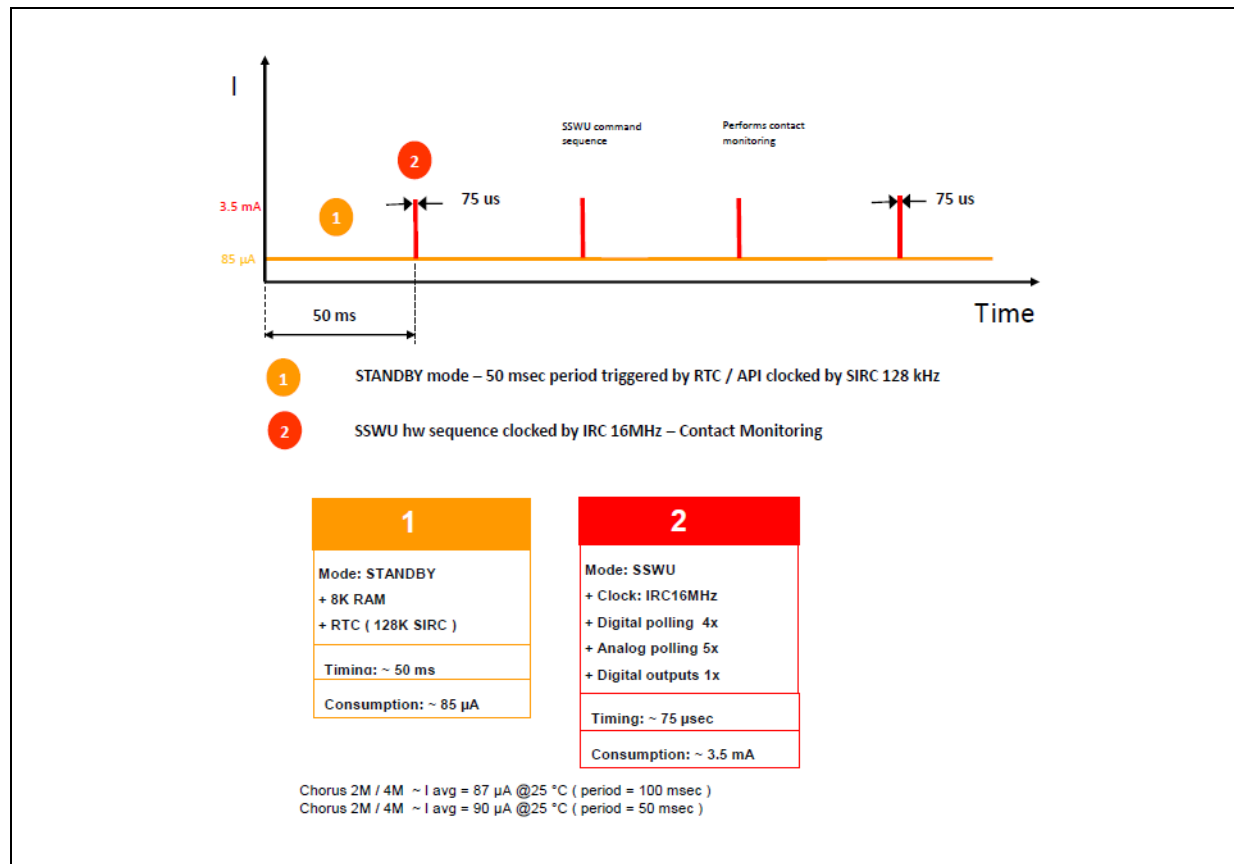 I
SSWU command
sequence
Performs contact
monitoring
2
3.5 mA
1
75 us
75 us
85 µA
Time
50 ms
1 STANDBY mode – 50 msec period triggered by RTC / API clocked by SIRC 128 kHz
2 SSWU hw sequence clocked by IRC 16MHz – Contact Monitoring
1
Mode: STANDBY
+ 8K RAM
+ RTC ( 128K SIRC )
Timing: ~ 50 ms
Consumption: ~ 85 µA
2
Mode: SSWU
+ Clock: IRC16MHz
+ Digital polling 4x
+ Analog polling 5x
+ Digital outputs 1x
Timing: ~ 75 µsec
Consumption: ~ 3.5 mA
Chorus 2M / 4M ~ I avg = 87 µA @25 °C ( period = 100 msec )
Chorus 2M / 4M ~ I avg = 90 µA @25 °C ( period = 50 msec )